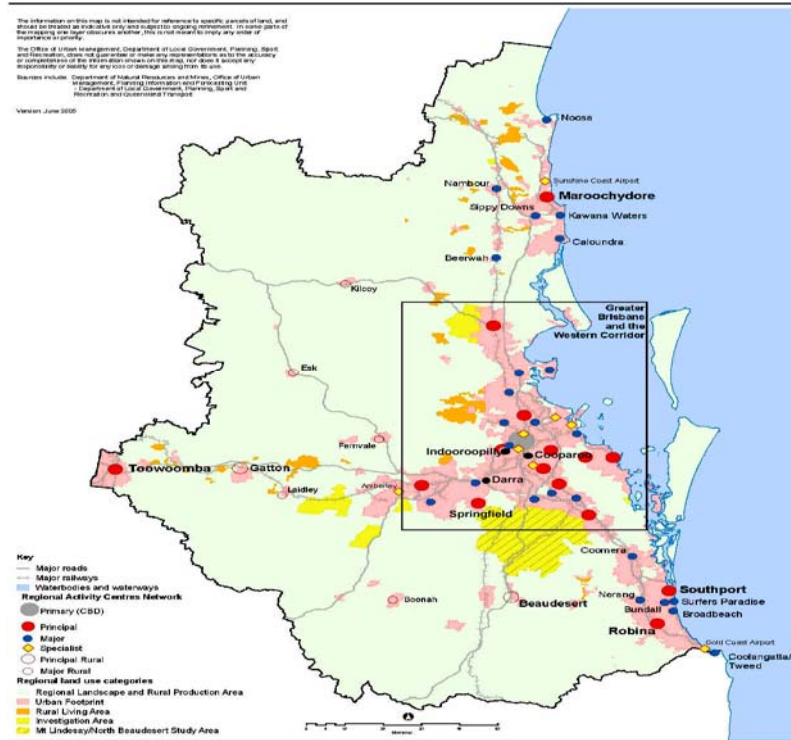 The information on this map is not intended for reference to specific parcels of land, and
should be treated as indicative only and subject to ongoing refinement. In some parts of
the mapping one layer obscures another, this is not meant to imply any order of
importance or priority.
The Office of Urban Management, Department of Local Government, Planning, Sport
and Recreation, does not guarantee or make any representations as to the accuracy
or completeness of the information shown on this map, nor does it accept any
responsibility or liability for any loss or damage arising from its use.
Sources include: Department of Natural Resources and Mines, Office of Urban
Management, Planning Information and Forecasting Unit
- Department of Local Government, Planning, Sport and
Recreation and Queensland Transport
Version: June 2005
Noosa
Sunshine Coast Airport
Nambour
Maroochydore
Sippy Downs
Kawana Waters
Caloundra
Beerwah
Kilcoy
Greater
Brisbane
and the
Western Corridor
Esk
Fernvale
Indooroopilly
Cooparoo
Toowoomba
Gatton
Darra
Laidley
Amberley
Springfield
Coomera
Boonah
Beaudesert
Southport
Nerang
Surfers Paradise
Bundall
Broadbeach
Robina
Gold Coast Airport
Coolangatta/
Tweed
Key
Major roads
Major railways
Waterbodies and waterways
Regional Activity Centres Network
Primary (CBD)
Principal
Major
Specialist
Principal Rural
Major Rural
Regional land use categories
Regional Landscape and Rural Production Area
Urban Footprint
Rural Living Area
Investigation Area
Mt Lindesay/North Beaudesert Study Area